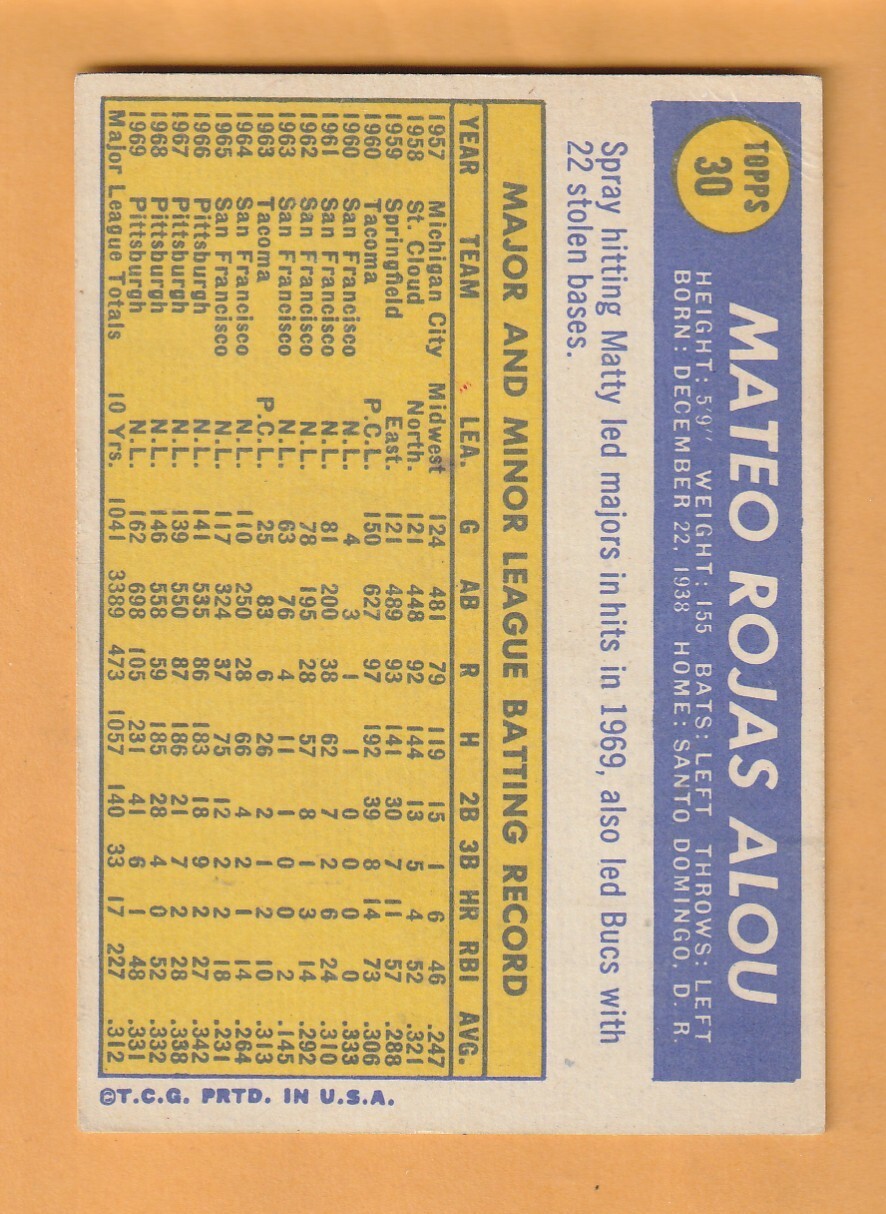 TOPPS
30
MATEO ROJAS ALOU
HEIGHT: 5'9" WEIGHT: 155 BATS: LEFT THROWS: LEFT
BORN: DECEMBER 22, 1938 HOME: SANTO DOMINGO, D. R.
Spray hitting Matty led majors in hits in 1969, also led Bucs with
22 stolen bases.
MAJOR AND MINOR LEAGUE BATTING RECORD
YEAR TEAM LEA. G AB R H 2B 3B HR RBI AVG.
1957 Michigan City Midwest 124 481 79 119 15 1 6 46 .247
1958 St. Cloud North. 121 448 92 144 13 5 4 52 .321
1959 Springfield East. 121 489 93 141 30 7 11 57 .288
1960 Tacoma P.C.L. 150 627 97 192 39 8 14 73 .306
1960 San Francisco N.L. 4 3 1 1 0 0 0 0 .333
1961 San Francisco N.L. 81 200 38 62 7 2 6 24 .310
1962 San Francisco N.L. 78 195 28 57 8 1 3 14 .292
1963 San Francisco N.L. 63 76 4 11 1 0 0 2 .145
1963 Tacoma P.C.L. 25 83 6 26 2 1 2 10 .313
1964 San Francisco N.L. 110 250 28 66 4 2 1 14 .264
1965 San Francisco N.L. 117 324 37 75 12 2 2 18 .231
1966 Pittsburgh N.L. 141 535 86 183 18 9 2 27 .342
1967 Pittsburgh N.L. 139 550 87 186 21 7 2 28 .338
1968 Pittsburgh N.L. 146 558 59 185 28 4 0 52 .332
1969 Pittsburgh N.L. 162 698 105 231 41 6 1 48 .331
Major League Totals 10 Yrs. 1041 3389 473 1057 140 33 17 227 .312
©T.C.G. PRTD. IN U.S.A.